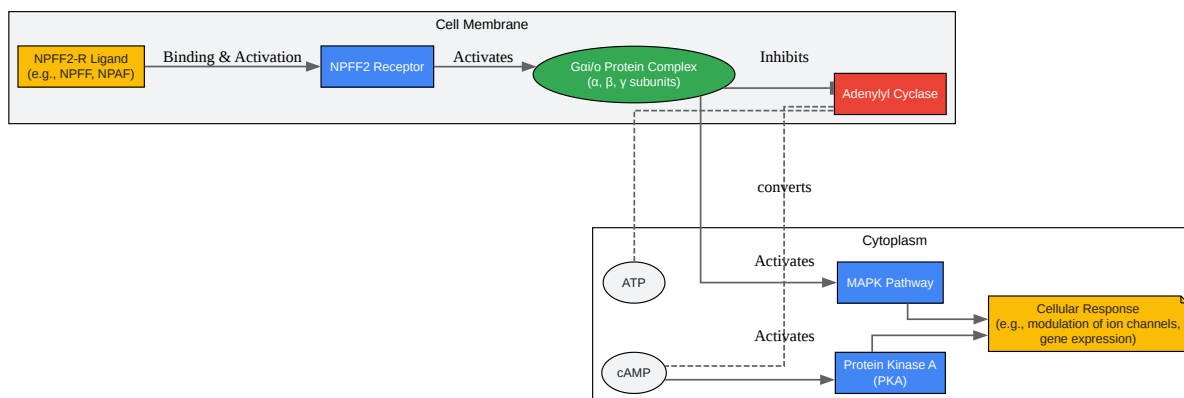 Cell Membrane
NPFF2-R Ligand
(e.g., NPFF, NPAF)
Binding & Activation
NPFF2 Receptor
Activates
Gαi/o Protein Complex
(α, β, γ subunits)
Inhibits
Adenylyl Cyclase
converts
Cytoplasm
ATP
Activates
MAPK Pathway
Cellular Response
(e.g., modulation of ion channels,
gene expression)
Activates
cAMP
Protein Kinase A
(PKA)